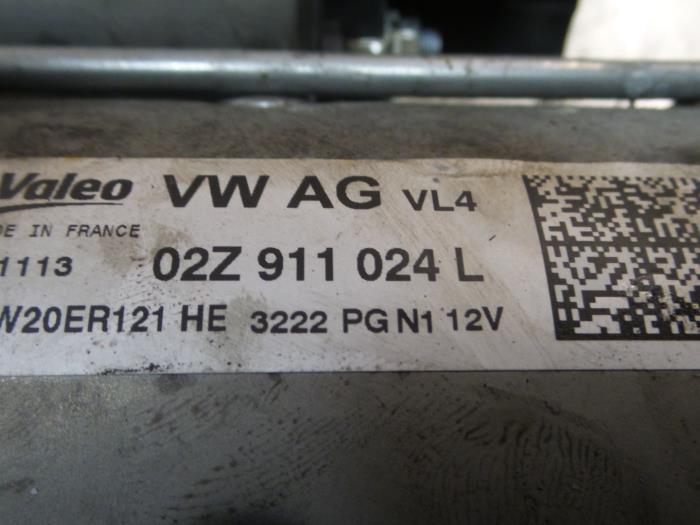 Valeo VW AG VL4
DE IN FRANCE
1113 02Z 911 024 L
W20ER121 HE 3222 PG N1 12V